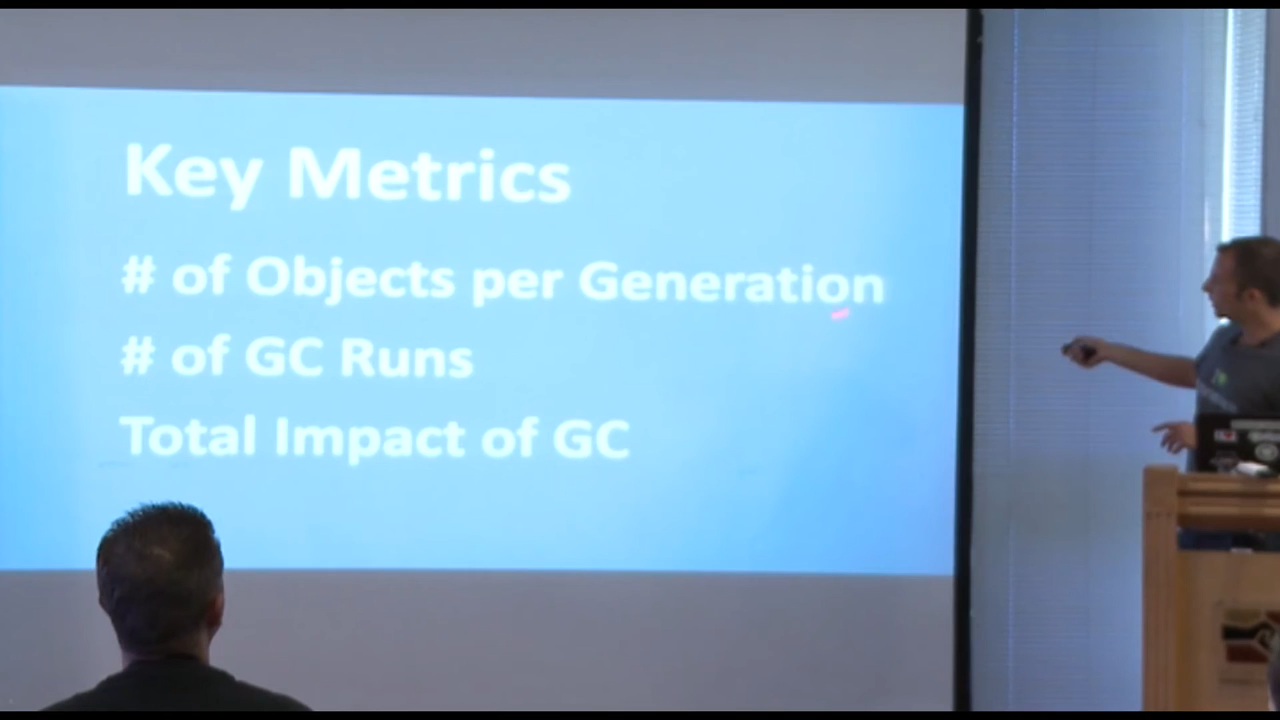 Key Metrics
# of Objects per Generation
# of GC Runs
Total Impact of GC